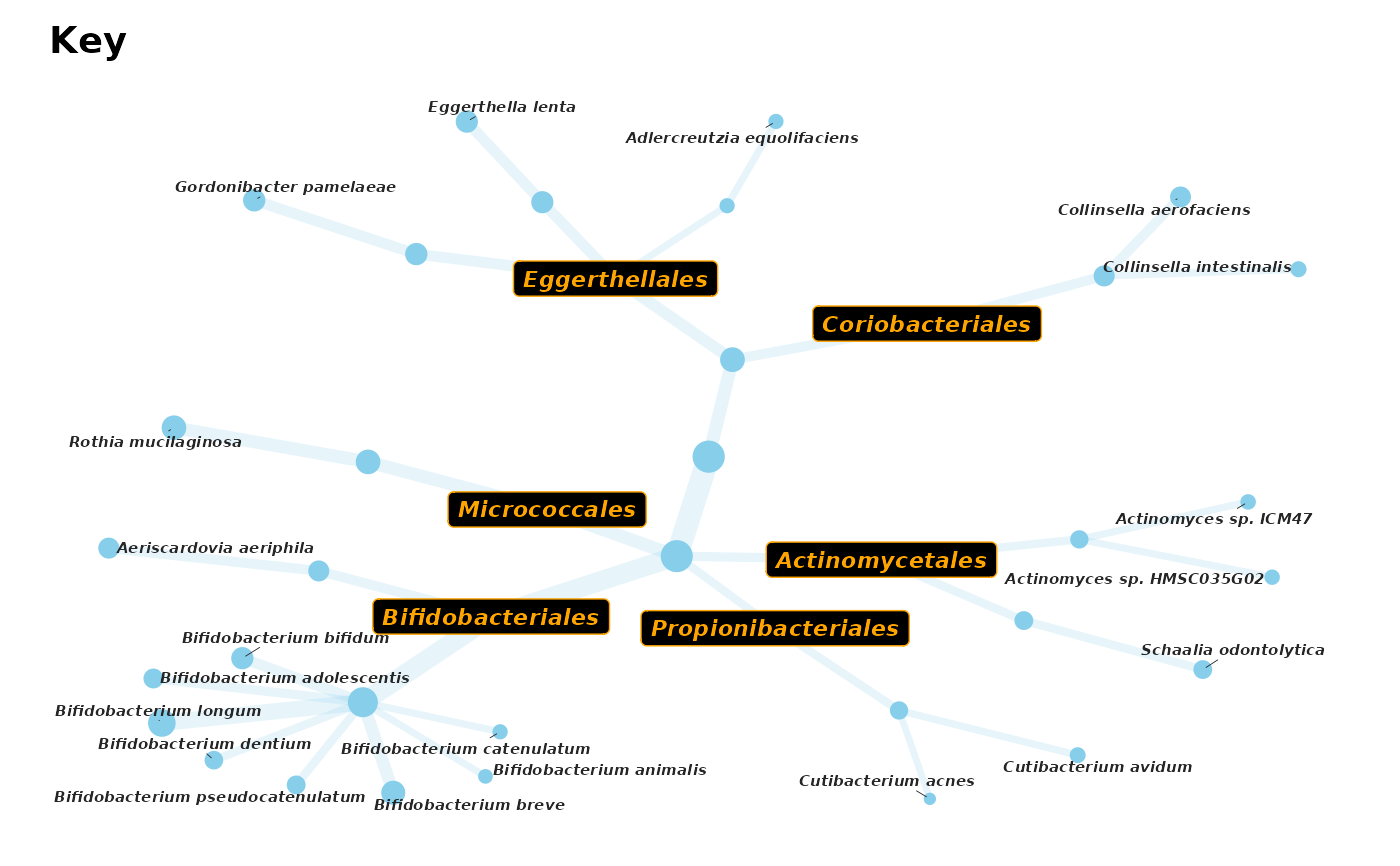 Key
Eggerthella lenta
Adlercreutzia equolifaciens
Gordonibacter pamelaeae
Collinsella aerofaciens
Collinsella intestinalis
Eggerthellales
Coriobacteriales
Rothia mucilaginosa
Micrococcales
Actinomyces sp. ICM47
Aeriscardovia aeriphila
Actinomycetales
Actinomyces sp. HMSC035G02
Bifidobacteriales
Propionibacteriales
Bifidobacterium bifidum
Schaalia odontolytica
Bifidobacterium adolescentis
Bifidobacterium longum
Bifidobacterium dentium
Bifidobacterium catenulatum
Bifidobacterium animalis
Cutibacterium avidum
Cutibacterium acnes
Bifidobacterium pseudocatenulatum
Bifidobacterium breve